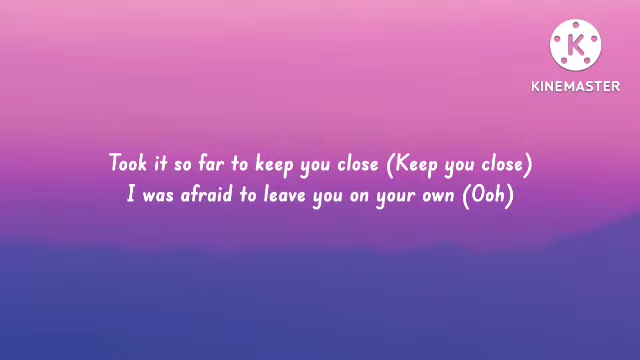 K
KINEMASTER
Took it so far to keep you close (Keep you close)
I was afraid to leave you on your own (Ooh)